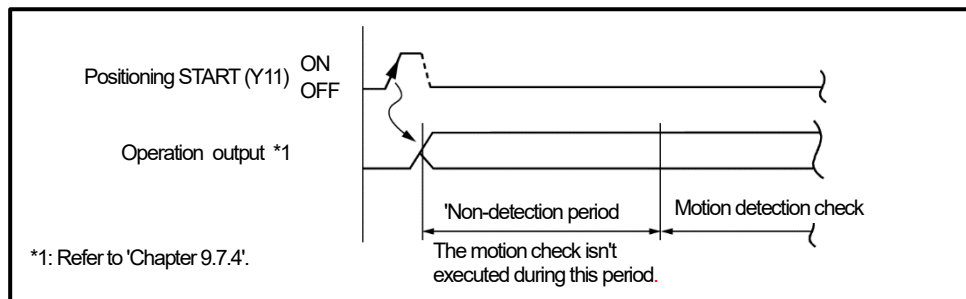 Positioning START (Y11)
ON
OFF
Operation output *1
'Non-detection period
Motion detection check
The motion check isn't
executed during this period.
*1: Refer to 'Chapter 9.7.4'.